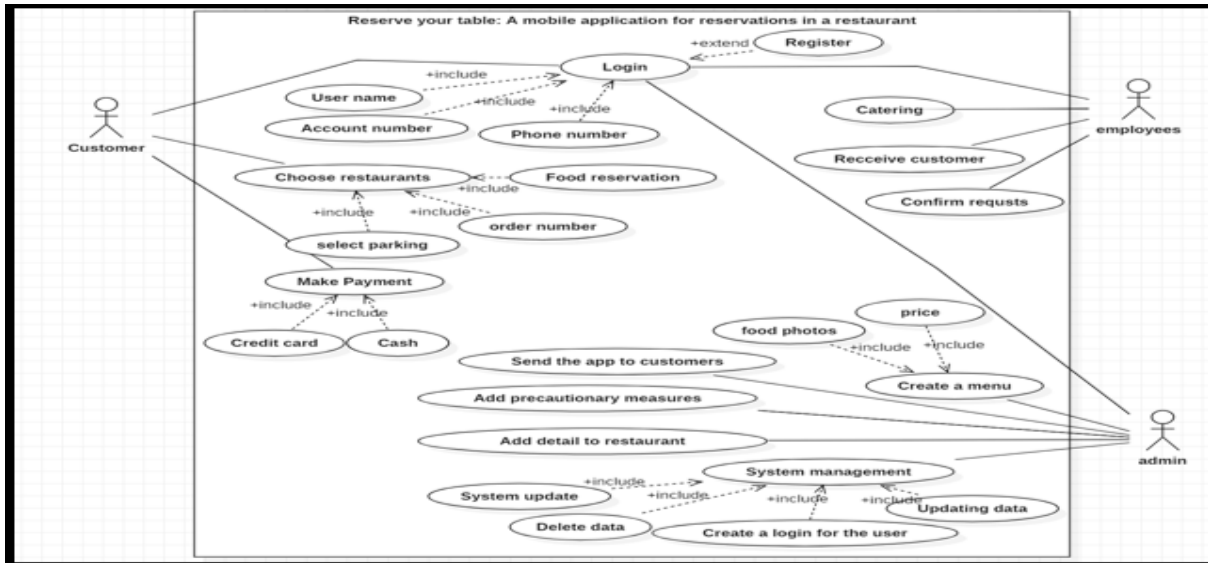 Reserve your table: A mobile application for reservations in a restaurant
+extend
Register
Login
+include
User name
+include
Account number
+include
Phone number
Customer
Catering
employees
Recceive customer
Choose restaurants
+include
Food reservation
Confirm requsts
+include
+include
order number
select parking
Make Payment
+include
+include
Credit card
Cash
price
food photos
+include
+include
Send the app to customers
Create a menu
Add precautionary measures
Add detail to restaurant
admin
System management
+include
System update
+include
+include
+include
Updating data
Delete data
Create a login for the user